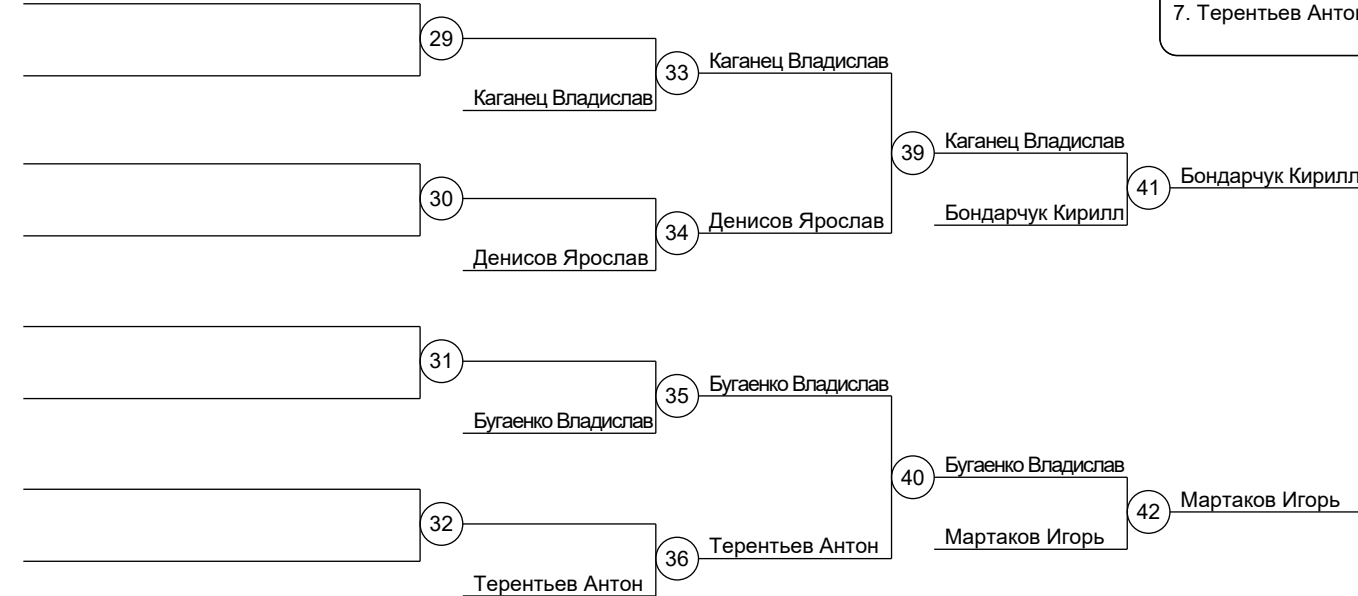 7. Терентьев Антон
29
33
Каганец Владислав
Каганец Владислав
39
Каганец Владислав
41
Бондарчук Кирилл
Бондарчук Кирилл
30
34
Денисов Ярослав
Денисов Ярослав
31
35
Бугаенко Владислав
Бугаенко Владислав
40
Бугаенко Владислав
42
Мартаков Игорь
Мартаков Игорь
32
36
Терентьев Антон
Терентьев Антон